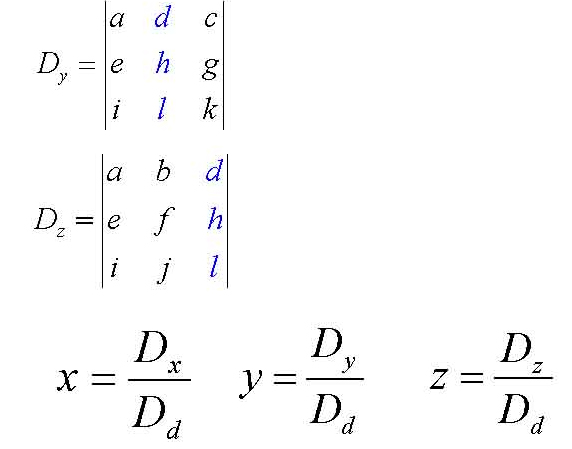 a d c
D_y = e h g
i l k
a b d
D_z = e f h
i j l
x = D_x / D_d y = D_y / D_d z = D_z / D_d